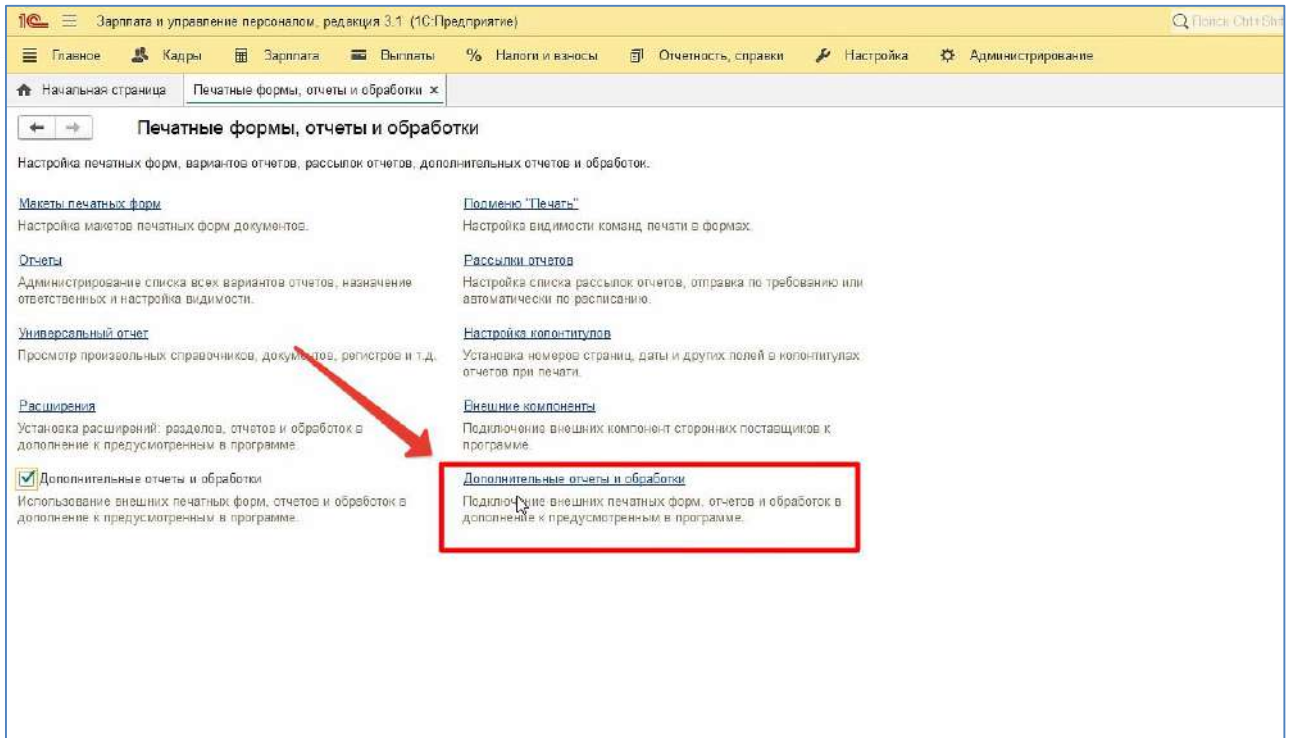 1С Зарплата и управление персоналом, редакция 3.1 (1С:Предприятие)
Главное Кадры Зарплата Выплаты % Налоги и взносы Отчетность, справки Настройка Администрирование
Начальная страница Печатные формы, отчеты и обработки ×
Печатные формы, отчеты и обработки
Настройка печатных форм, вариантов отчетов, рассылок отчетов, дополнительных отчетов и обработок.
Макеты печатных форм
Настройка макетов печатных форм документов.
Подменю "Печать"
Настройка видимости команд печати в формах.
Отчеты
Администрирование списка всех вариантов отчетов, назначение
ответственных и настройка видимости.
Рассылки отчетов
Настройка списка рассылок отчетов, отправка по требованию или
автоматически по расписанию.
Универсальный отчет
Просмотр произвольных справочников, документов, регистров и т.д.
Настройка колонтитулов
Установка номеров страниц, даты и других полей в колонтитулах
отчетов при печати.
Расширения
Установка расширений: разделов, отчетов и обработок в
дополнение к предусмотренным в программе.
Внешние компоненты
Подключение внешних компонент сторонних поставщиков к
программе.
Дополнительные отчеты и обработки
Использование внешних печатных форм, отчетов и обработок в
дополнение к предусмотренным в программе.
Дополнительные отчеты и обработки
Подключение внешних печатных форм, отчетов и обработок в
дополнение к предусмотренным в программе.